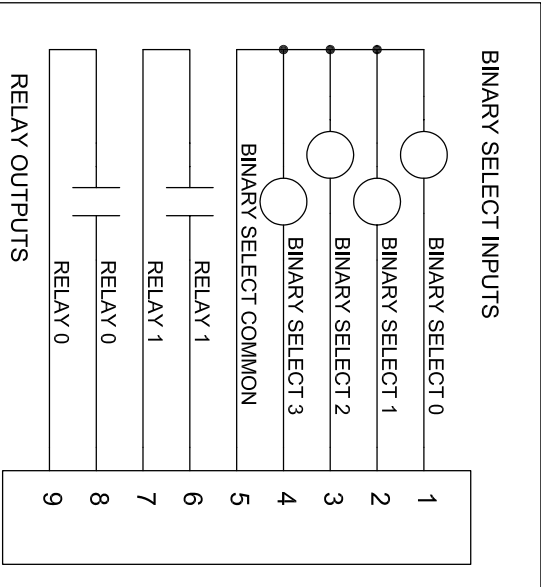 BINARY SELECT INPUTS
BINARY SELECT 0
1
BINARY SELECT 1
2
BINARY SELECT 2
3
BINARY SELECT 3
4
BINARY SELECT COMMON
5
RELAY 1
6
RELAY 1
7
RELAY 0
8
RELAY 0
9
RELAY OUTPUTS